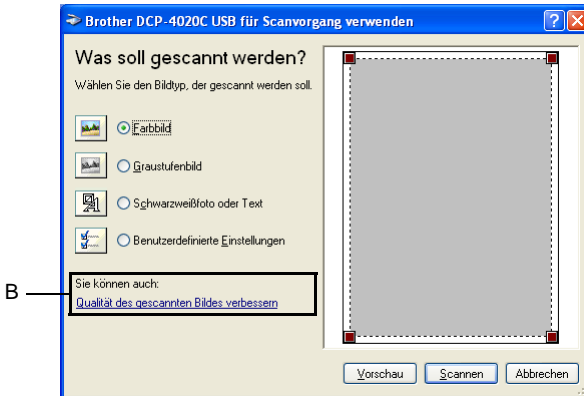 Brother DCP-4020C USB für Scanvorgang verwenden
Was soll gescannt werden?
Wählen Sie den Bildtyp, der gescannt werden soll.
Farbbild
Graustufenbild
Schwarzweißfoto oder Text
Benutzerdefinierte Einstellungen
B
Sie können auch:
Qualität des gescannten Bildes verbessern
Vorschau Scannen Abbrechen